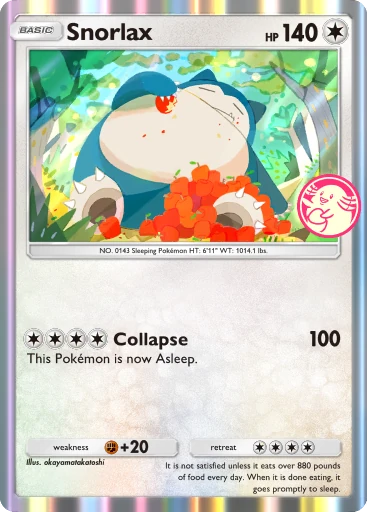 BASIC Snorlax HP 140
NO. 0143 Sleeping Pokémon HT: 6'11" WT: 1014.1 lbs.
Collapse 100
This Pokémon is now Asleep.
weakness +20 retreat
Illus. okayamatakatoshi
It is not satisfied unless it eats over 880 pounds
of food every day. When it is done eating, it
goes promptly to sleep.